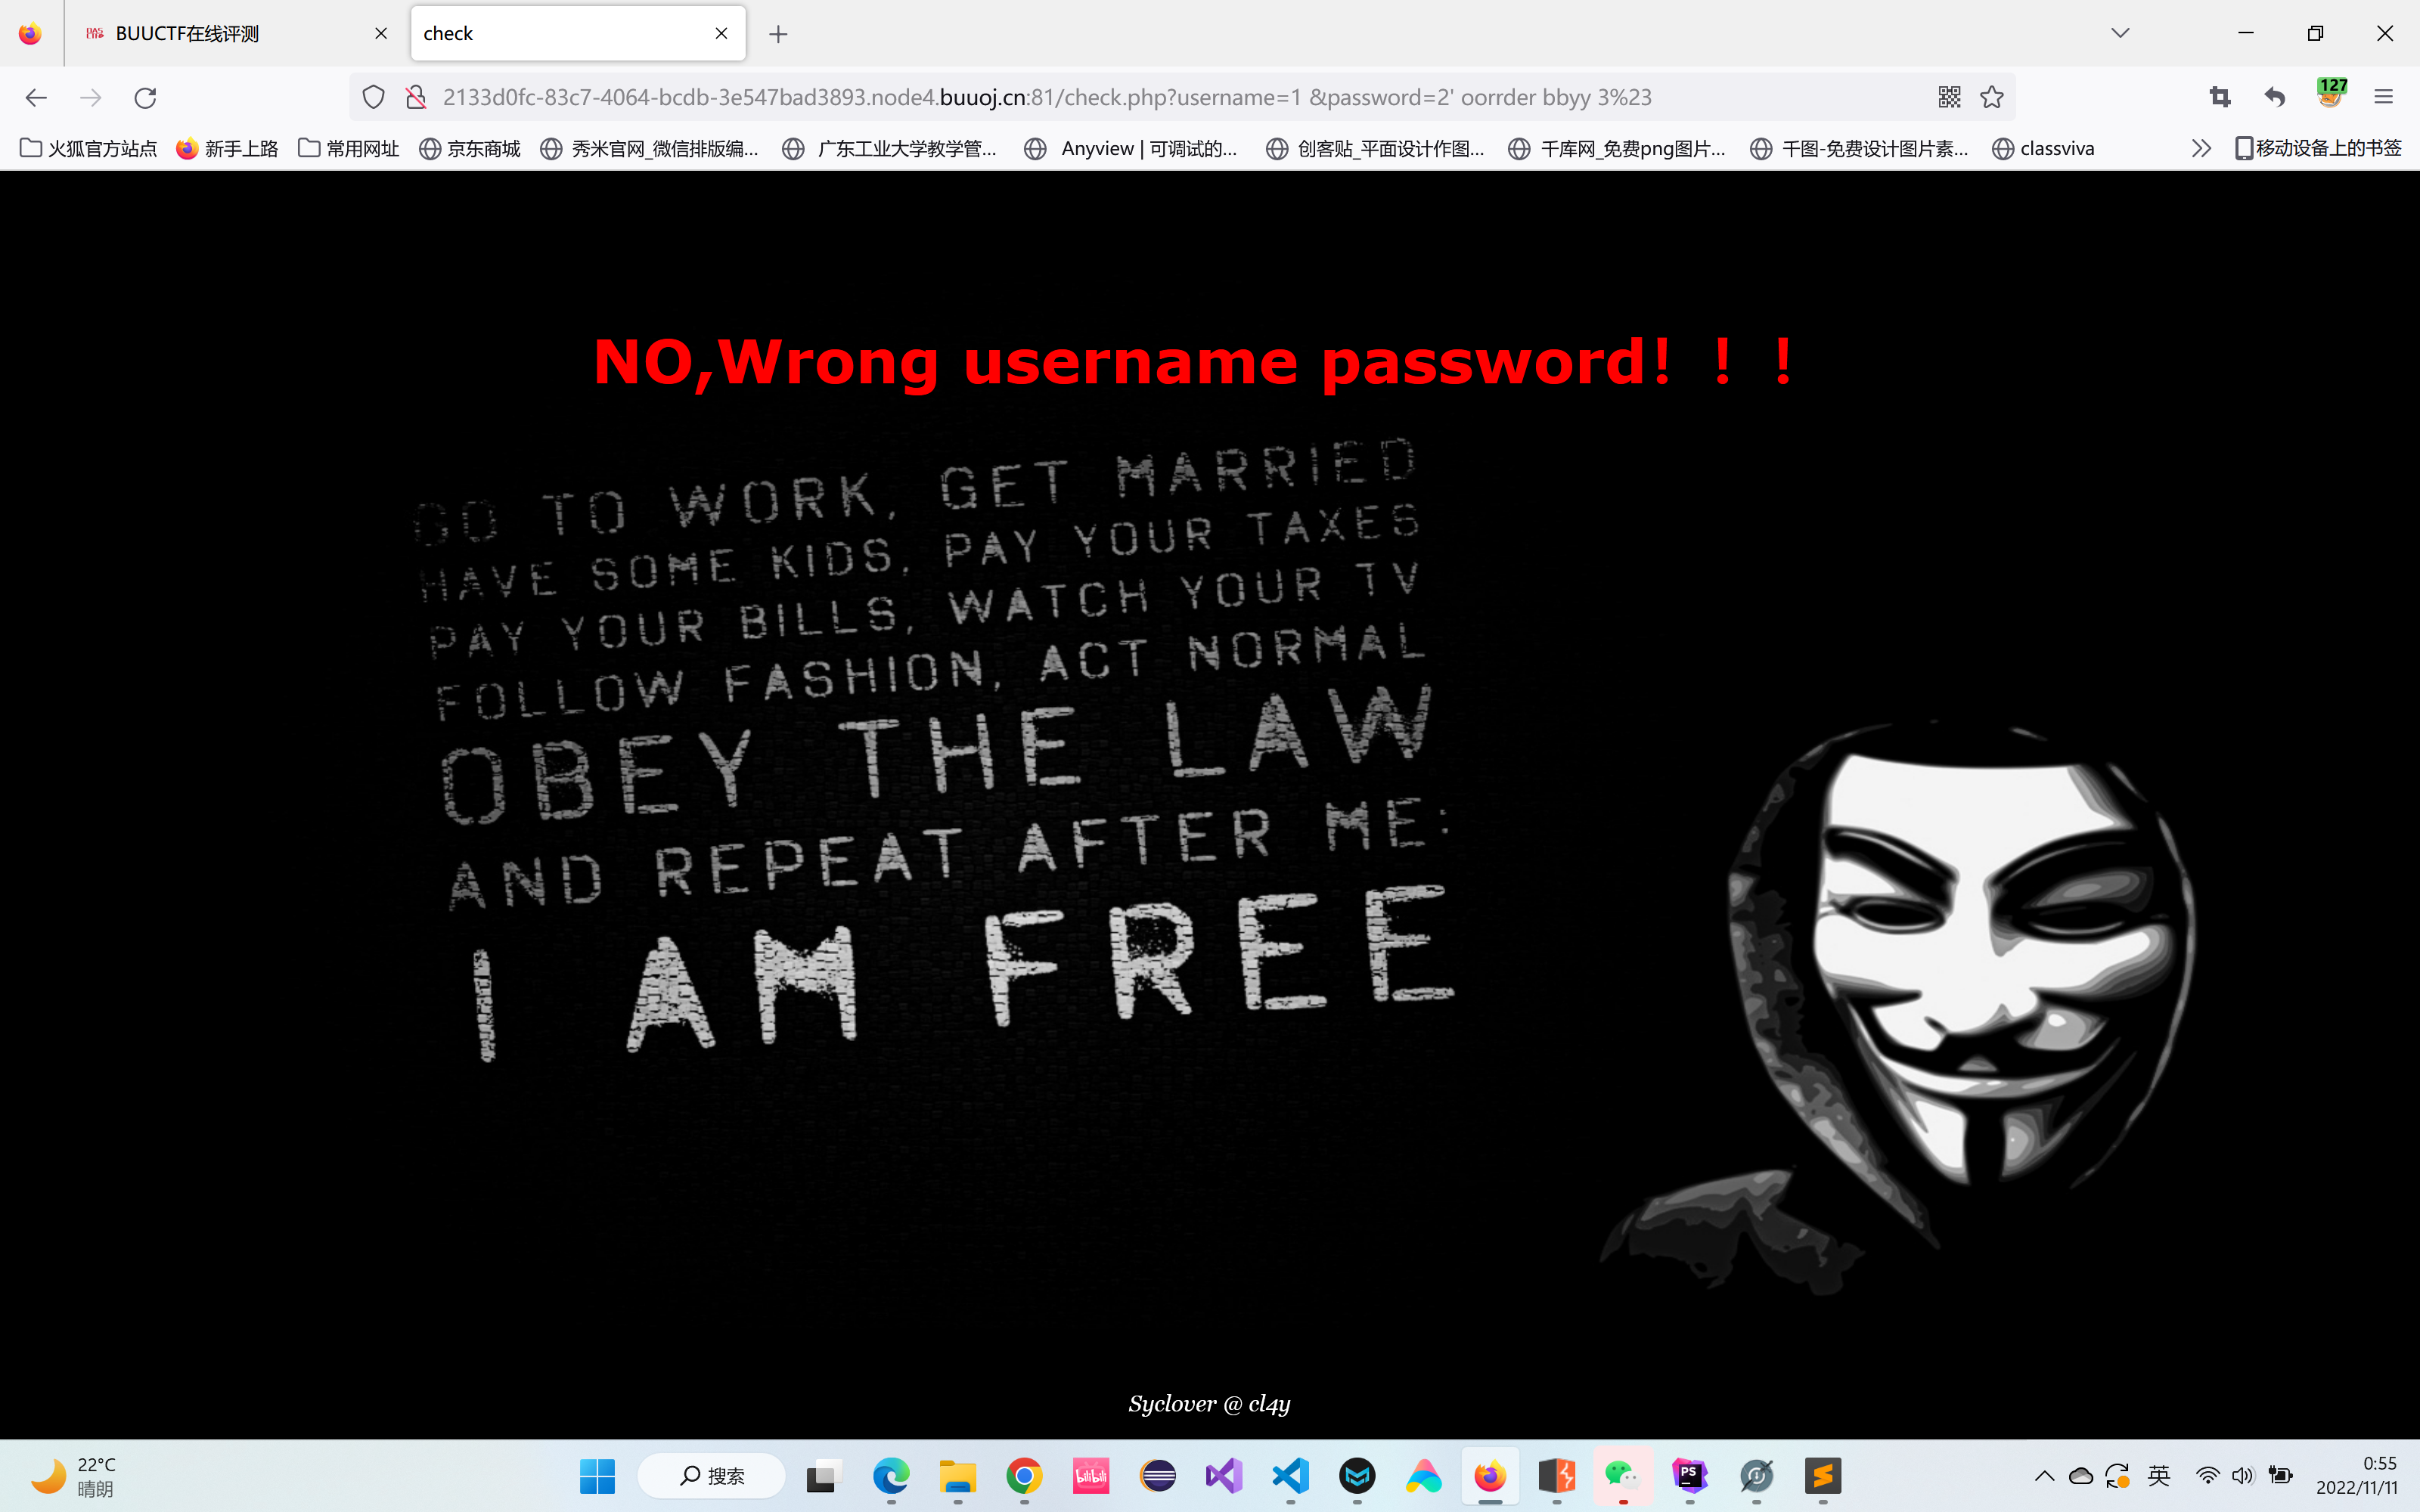 BUUCTF在线评测
check
2133d0fc-83c7-4064-bcdb-3e547bad3893.node4.buuoj.cn:81/check.php?username=1 &password=2' oorrder bbyy 3%23
127
火狐官方站点 新手上路 常用网址 京东商城 秀米官网_微信排版编... 广东工业大学教学管... Anyview | 可调试的... 创客贴_平面设计作图... 千库网_免费png图片... 千图-免费设计图片素... classviva 移动设备上的书签
NO,Wrong username password！！！
GO TO WORK, GET MARRIED
HAVE SOME KIDS, PAY YOUR TAXES
PAY YOUR BILLS, WATCH YOUR TV
FOLLOW FASHION, ACT NORMAL
OBEY THE LAW
AND REPEAT AFTER ME:
I AM FREE
Syclover @ cl4y
22°C
晴朗
搜索
bilibili
PS
英
0:55
2022/11/11